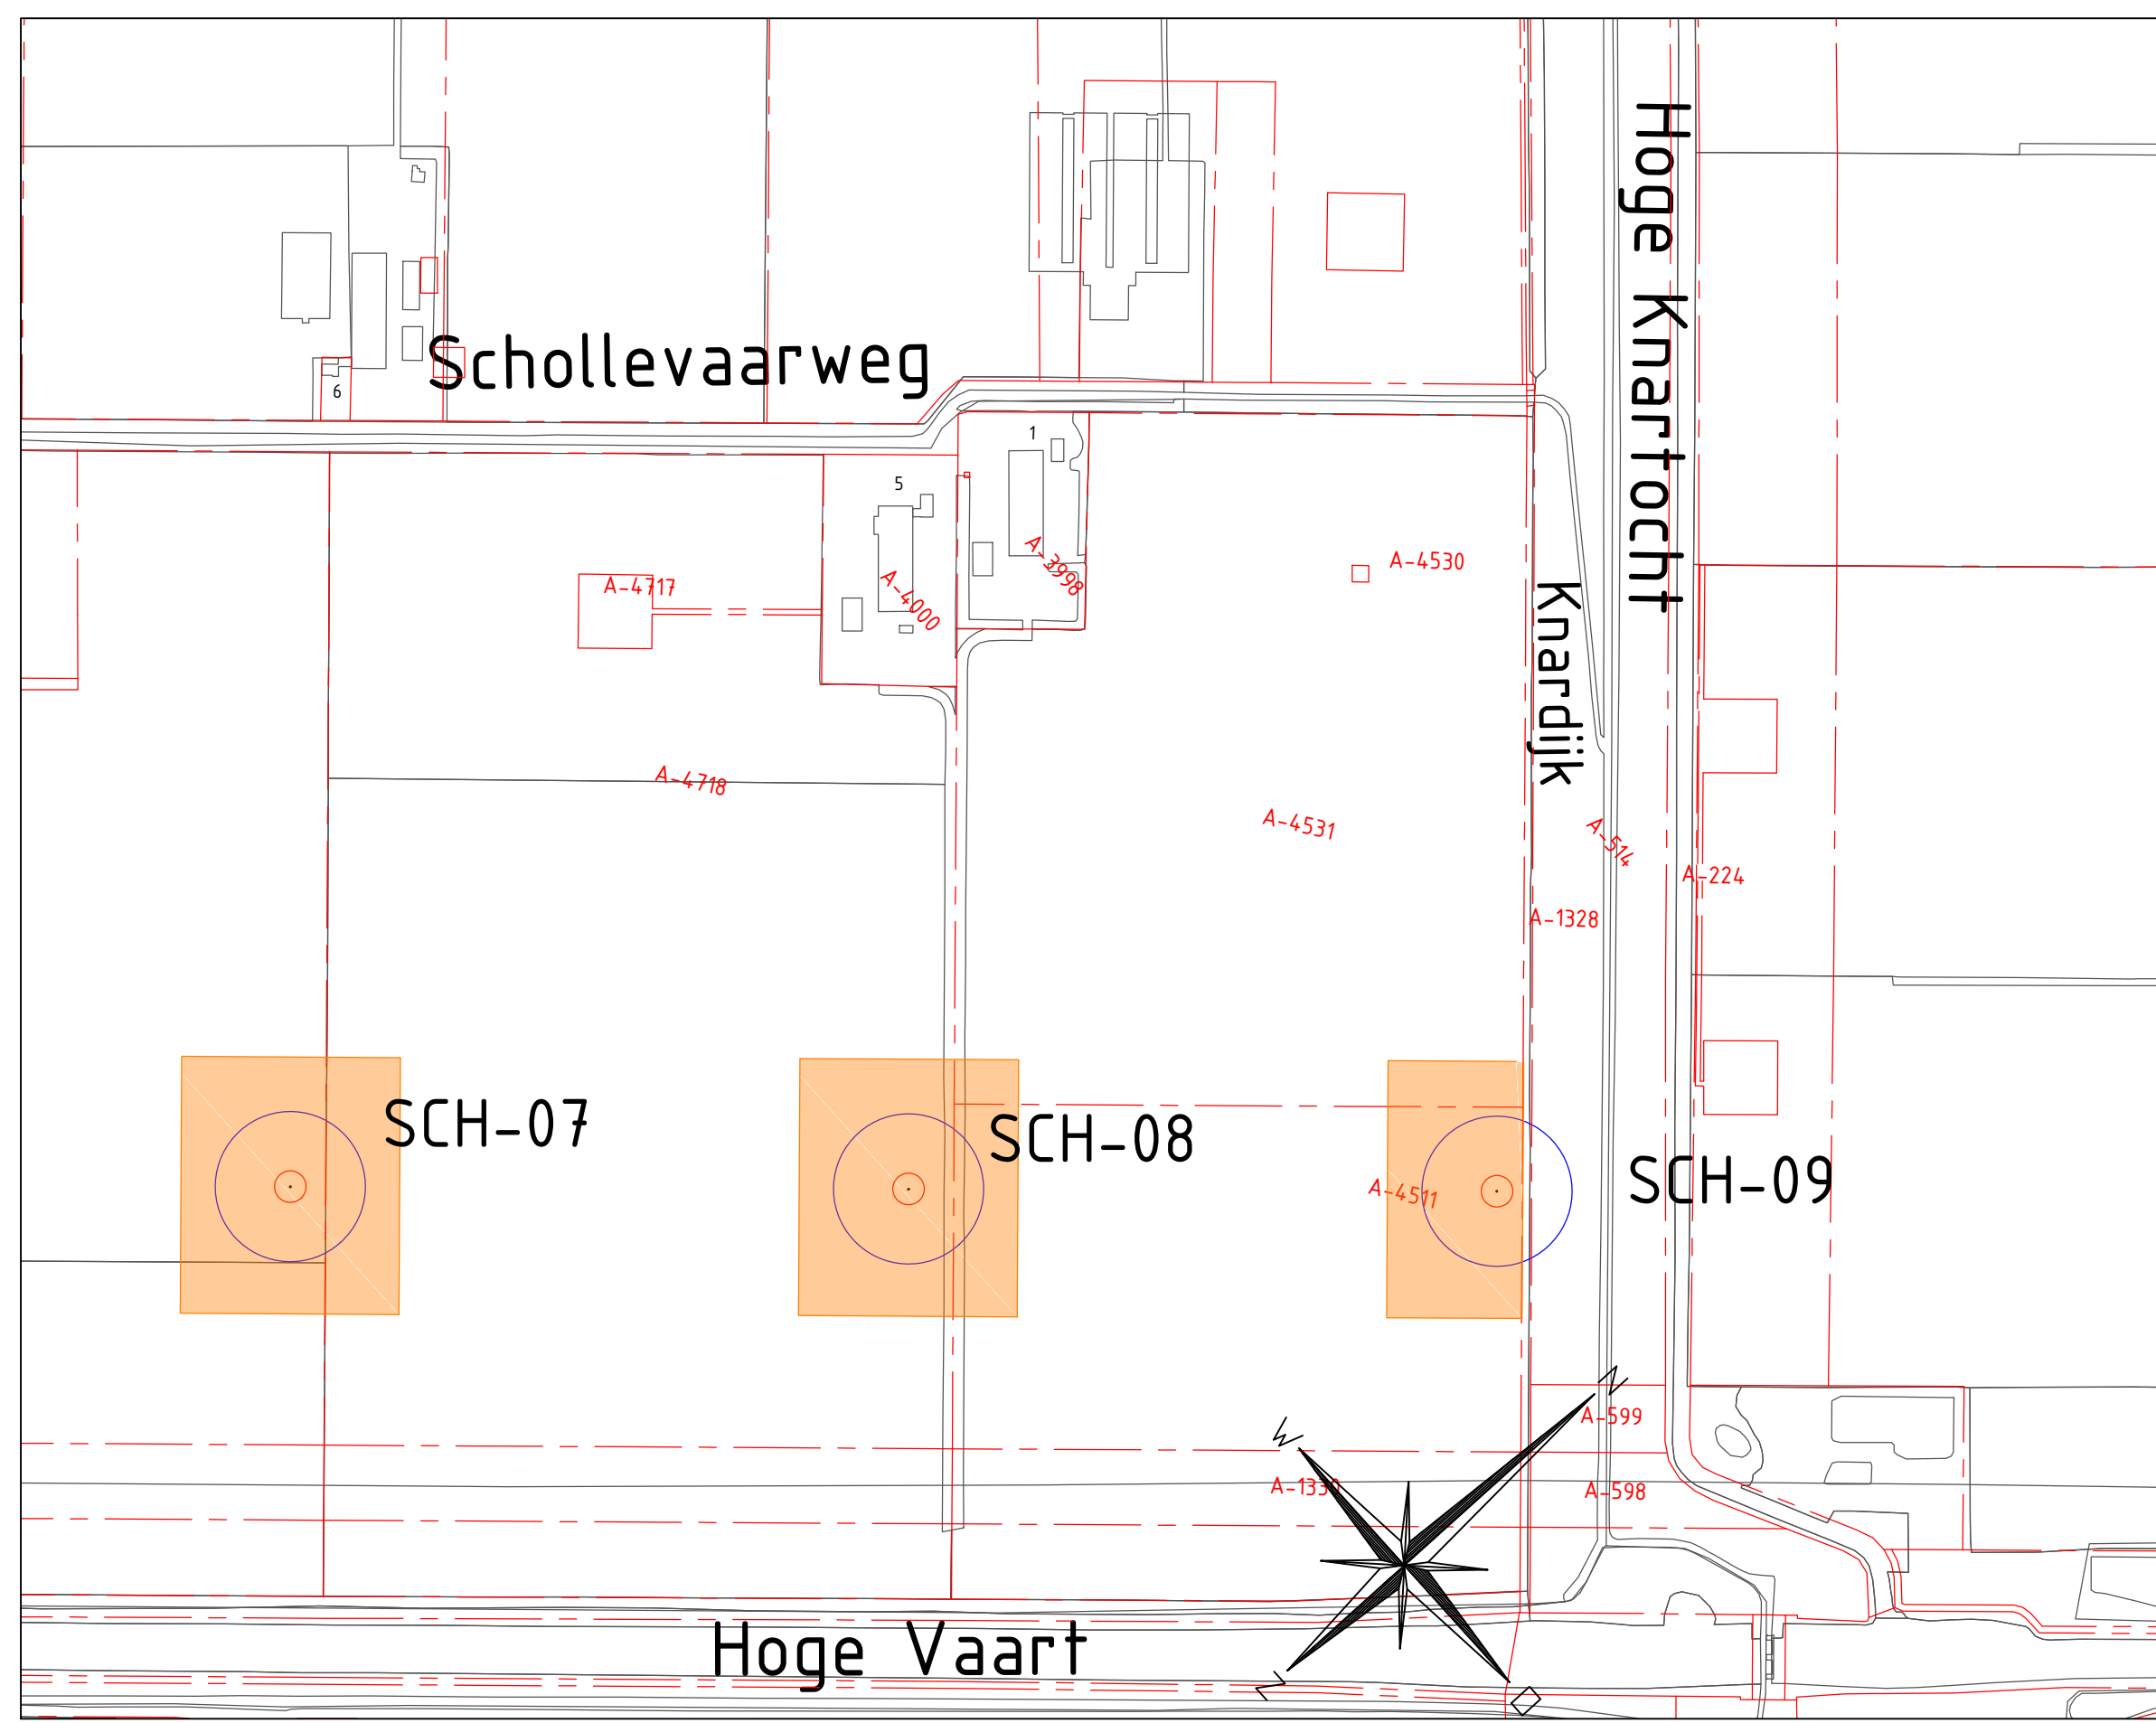 Hoge Knartocht
Schollevaarweg
6
1
5
A-3998
A-4530
A-4717
A-4000
Knardijk
A-4718
A-4531
A-514
A-224
A-1328
SCH-07
SCH-08
SCH-09
A-4511
N
W
A-599
A-1330
A-598
Hoge Vaart
Z
O